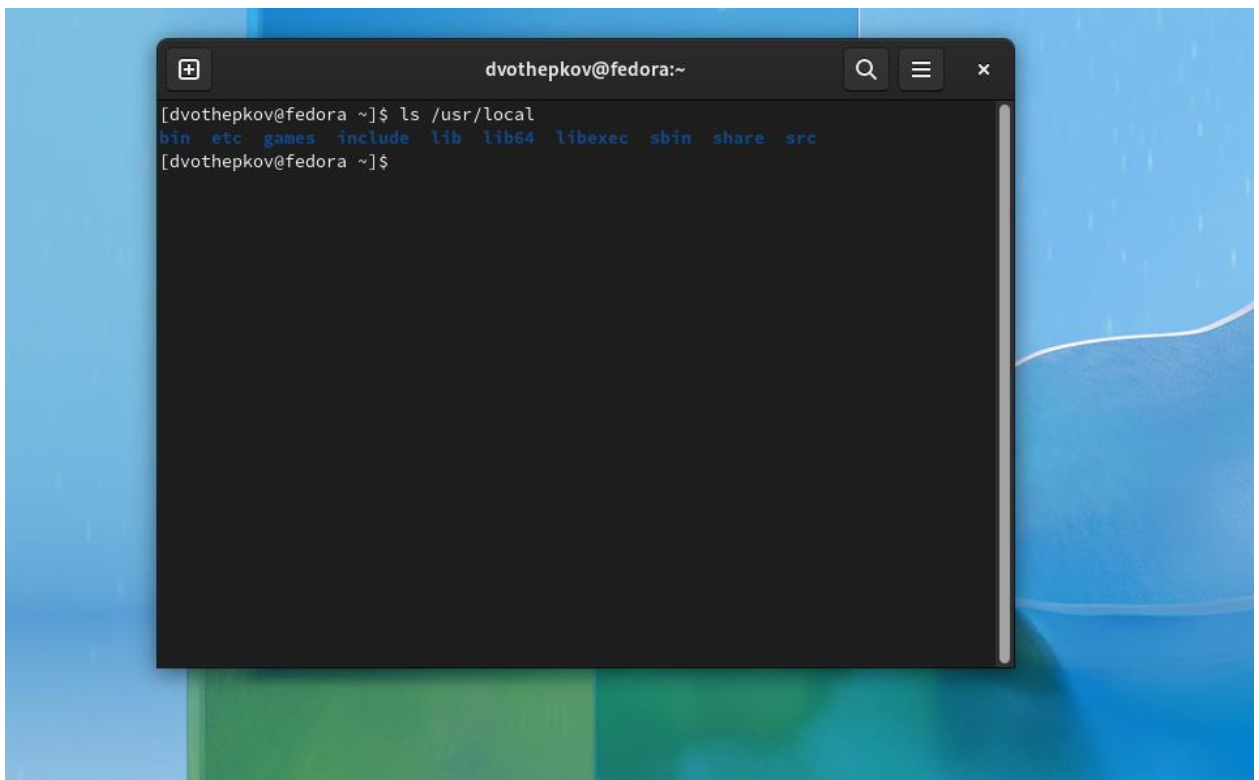 dvothepkov@fedora:~
[dvothepkov@fedora ~]$ ls /usr/local
bin etc games include lib lib64 libexec sbin share src
[dvothepkov@fedora ~]$